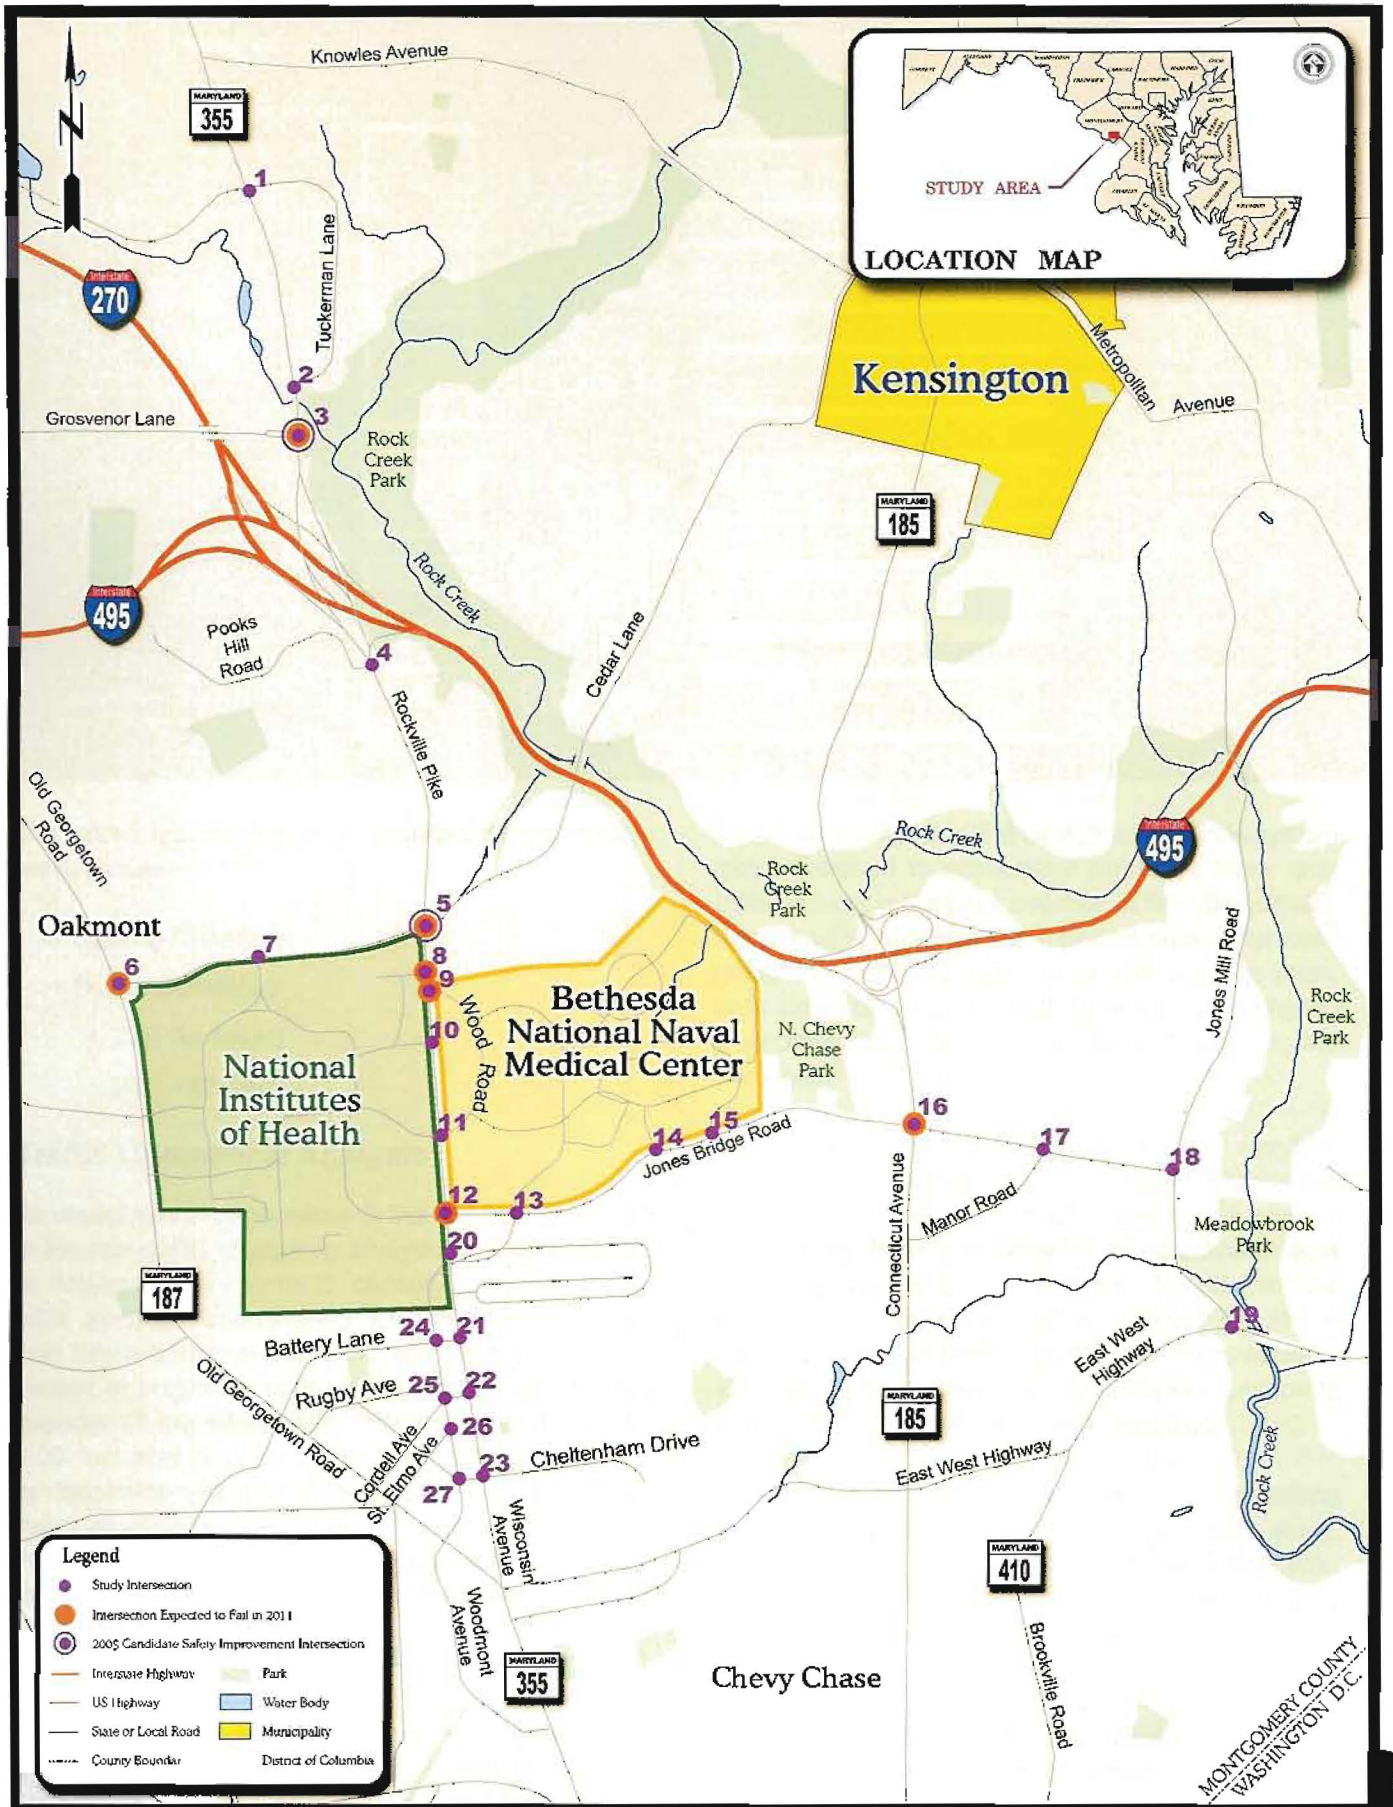 Knowles Avenue
MARYLAND
355
N
1
Tuckerman Lane
STUDY AREA
LOCATION MAP
Interstate
270
2
3
Grosvenor Lane
Rock
Creek
Park
Kensington
Metropolitan
Avenue
MARYLAND
185
Rock Creek
Interstate
495
Pooks
Hill
Road
4
Cedar Lane
Rockville Pike
Old Georgetown
Road
Rock Creek
Interstate
495
Rock
Creek
Park
Oakmont
5
6
7
8
9
10
Wood Road
Bethesda
National Naval
Medical Center
N. Chevy
Chase
Park
Jones Mill Road
Rock
Creek
Park
National
Institutes
of Health
11
14
15
Jones Bridge Road
16
17
18
12
13
Connecticut Avenue
Manor Road
Meadowbrook
Park
20
MARYLAND
187
19
24
21
Battery Lane
East West
Highway
Old Georgetown Road
Rugby Ave
25
22
26
MARYLAND
185
Cordell Ave
St. Elmo Ave
27
23
Cheltenham Drive
East West Highway
Rock Creek
Wisconsin
Avenue
Woodmont
Avenue
MARYLAND
410
MARYLAND
355
Chevy Chase
Brookville Road
MONTGOMERY COUNTY
WASHINGTON D.C.
Legend
Study Intersection
Intersection Expected to Fail in 2011
2005 Candidate Safety Improvement Intersection
Interstate Highway
Park
US Highway
Water Body
State or Local Road
Municipality
County Boundar
District of Columbia